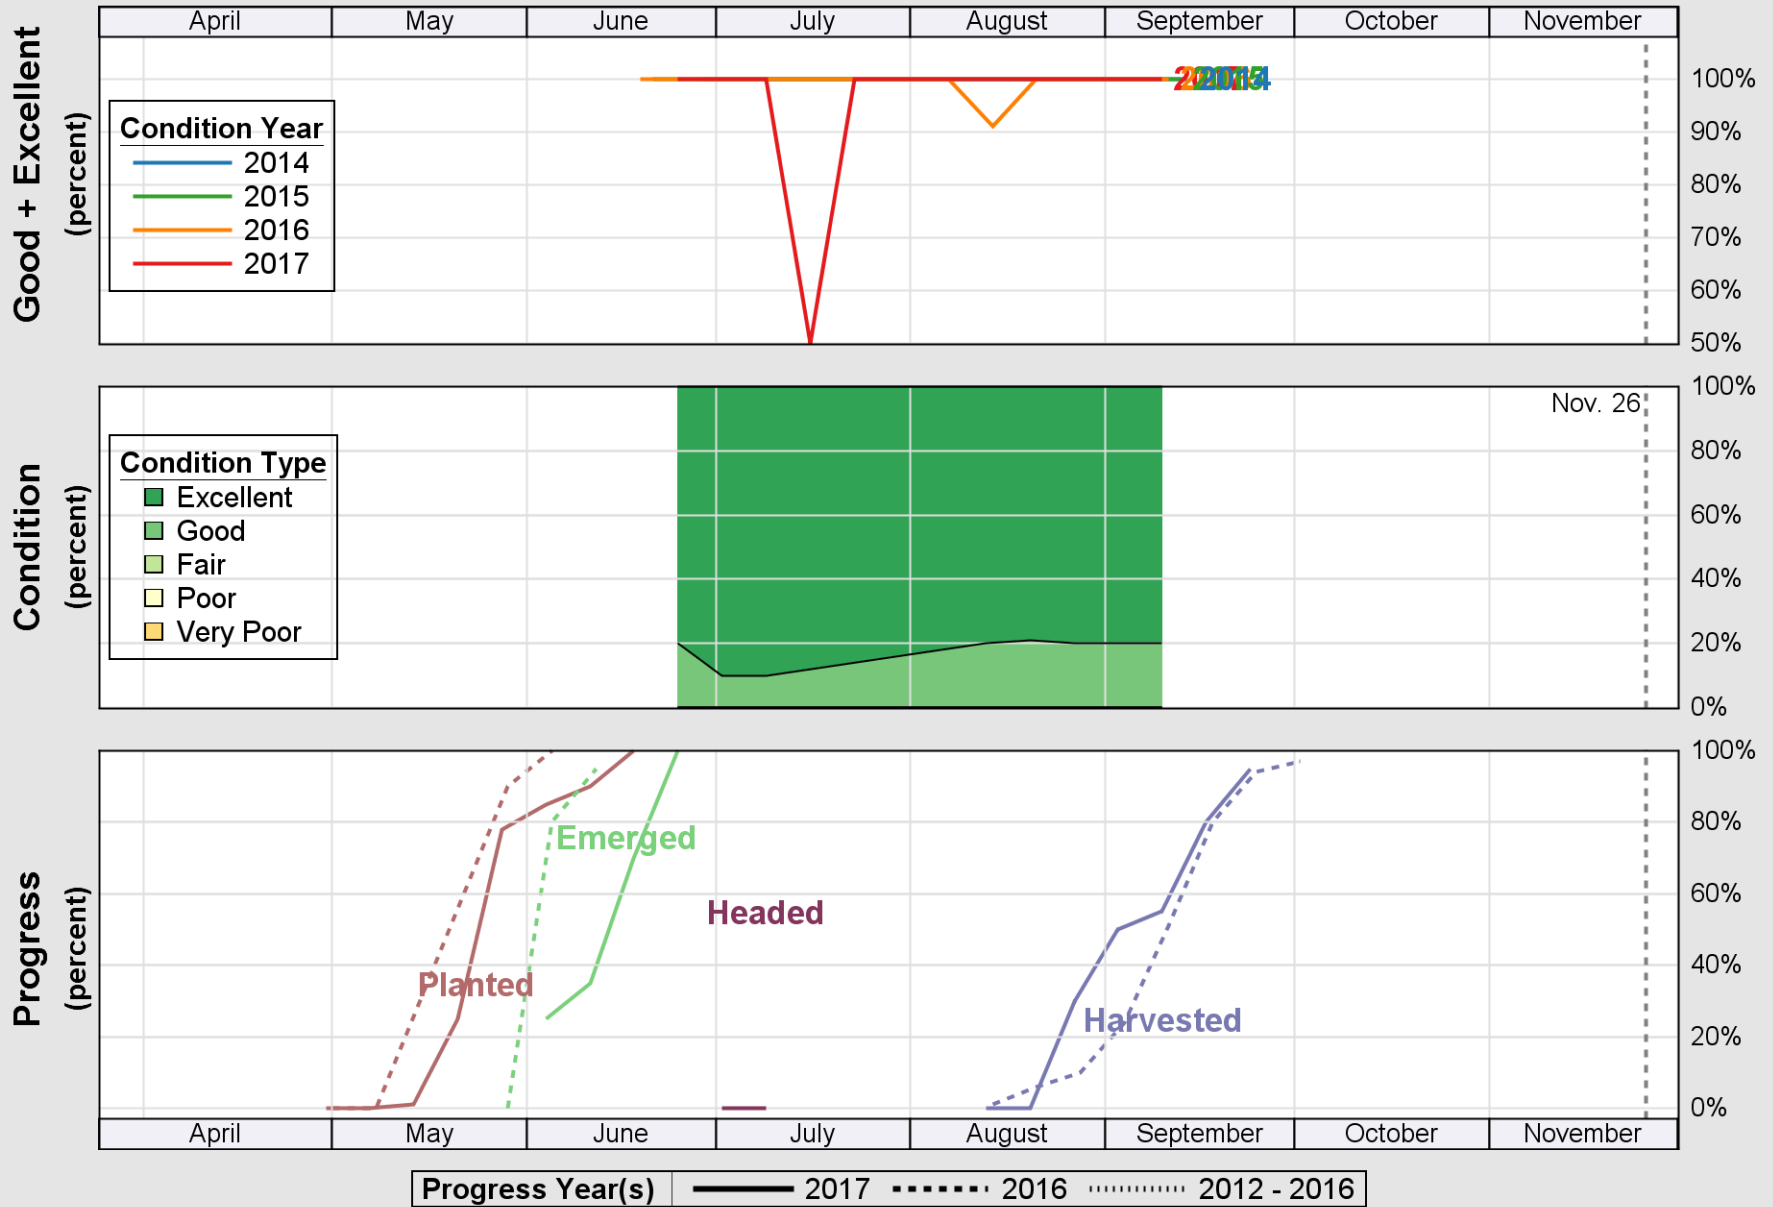 April May June July August September October November
Good + Excellent
(percent)
100%
90%
80%
70%
60%
50%
Condition Year
2014
2015
2016
2017
Condition
(percent)
100%
80%
60%
40%
20%
0%
Nov. 26
Condition Type
Excellent
Good
Fair
Poor
Very Poor
Progress
(percent)
100%
80%
60%
40%
20%
0%
Emerged
Headed
Planted
Harvested
April May June July August September October November
Progress Year(s) 2017 2016 2012 - 2016